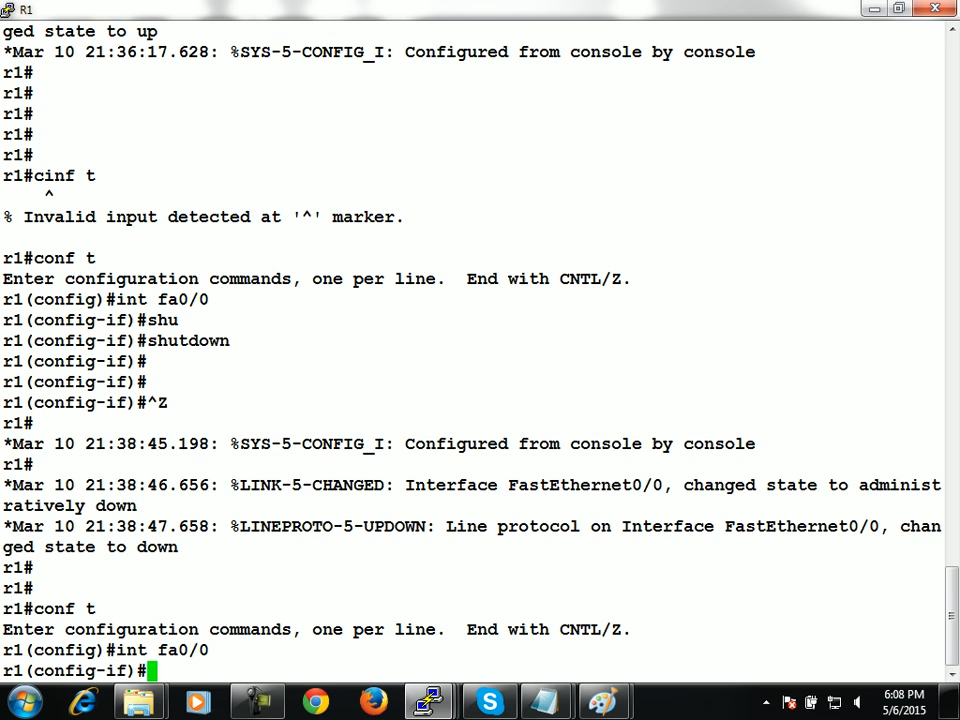 R1
ged state to up
*Mar 10 21:36:17.628: %SYS-5-CONFIG_I: Configured from console by console
r1#
r1#
r1#
r1#
r1#
r1#cinf t
^
% Invalid input detected at '^' marker.
r1#conf t
Enter configuration commands, one per line.  End with CNTL/Z.
r1(config)#int fa0/0
r1(config-if)#shu
r1(config-if)#shutdown
r1(config-if)#
r1(config-if)#
r1(config-if)#^Z
r1#
*Mar 10 21:38:45.198: %SYS-5-CONFIG_I: Configured from console by console
r1#
*Mar 10 21:38:46.656: %LINK-5-CHANGED: Interface FastEthernet0/0, changed state to administ
ratively down
*Mar 10 21:38:47.658: %LINEPROTO-5-UPDOWN: Line protocol on Interface FastEthernet0/0, chan
ged state to down
r1#
r1#
r1#conf t
Enter configuration commands, one per line.  End with CNTL/Z.
r1(config)#int fa0/0
r1(config-if)#
6:08 PM
5/6/2015